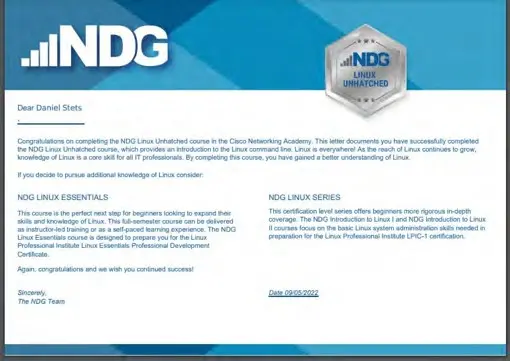 NDG
NDG
LINUX
UNHATCHED
Dear Daniel Stets
Congratulations on completing the NDG Linux Unhatched course in the Cisco Networking Academy. This letter documents you have successfully completed
the NDG Linux Unhatched course, which provides an introduction to the Linux command line. Linux is everywhere! As the reach of Linux continues to grow,
knowledge of Linux is a core skill for all IT professionals. By completing this course, you have gained a better understanding of Linux.
If you decide to pursue additional knowledge of Linux consider:
NDG LINUX ESSENTIALS
This course is the perfect next step for beginners looking to expand their
skills and knowledge of Linux. This full-semester course can be delivered
as instructor-led training or as a self-paced learning experience. The NDG
Linux Essentials course is designed to prepare you for the Linux
Professional Institute Linux Essentials Professional Development
Certificate.
Again, congratulations and we wish you continued success!
NDG LINUX SERIES
This certification level series offers beginners more rigorous in-depth
coverage. The NDG Introduction to Linux I and NDG Introduction to Linux
II courses focus on the basic Linux system administration skills needed in
preparation for the Linux Professional Institute LPIC-1 certification.
Sincerely,
The NDG Team
Date 09/05/2022